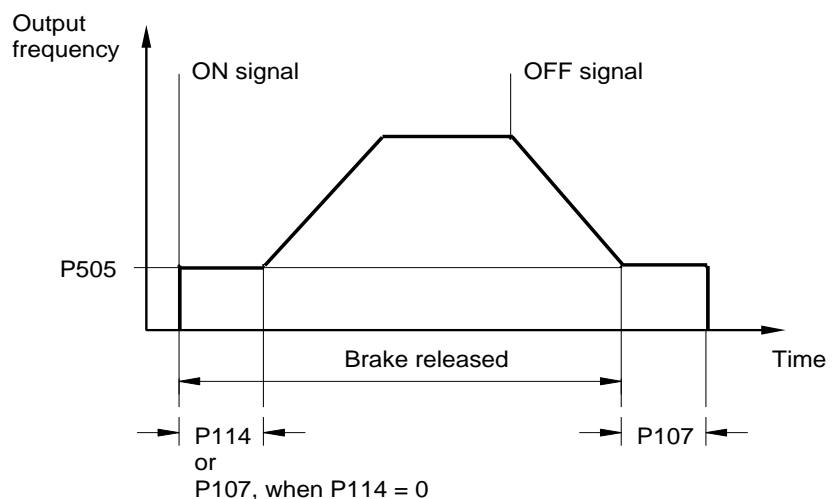 Output
frequency
ON signal
OFF signal
P505
Brake released
Time
P114
or
P107, when P114 = 0
P107